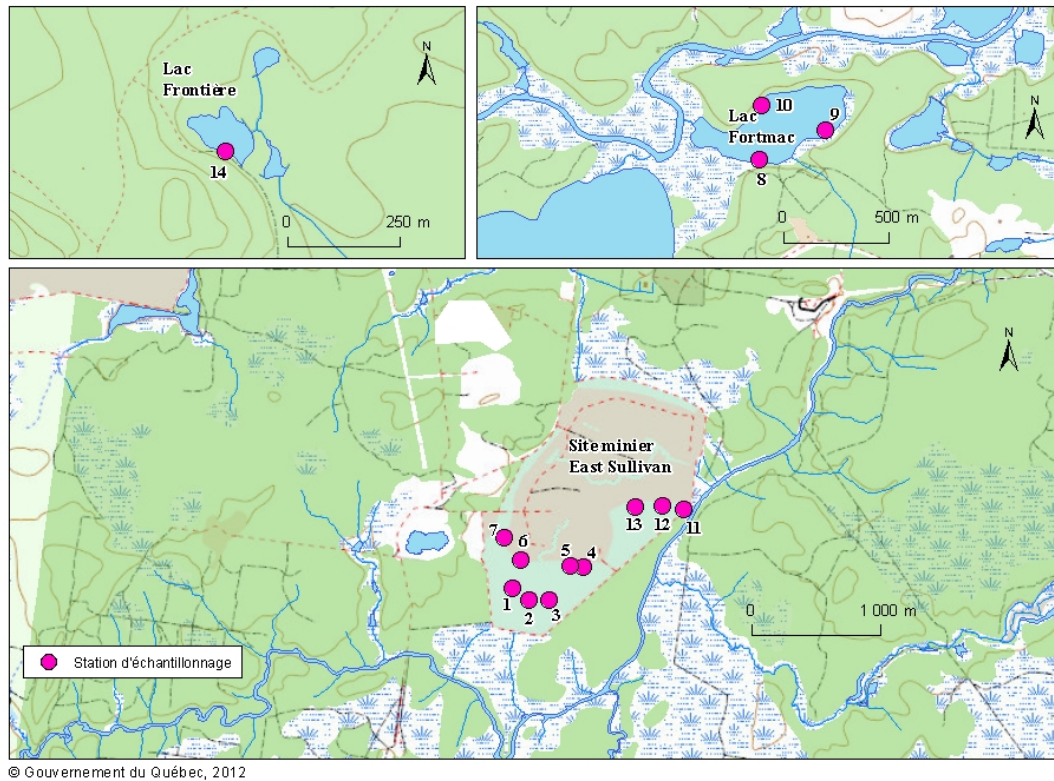 Lac
Frontière
N
14
0 250 m
10
Lac
Fortmac
9
8
N
0 500 m
N
Site minier
East Sullivan
13
12
11
7
6
5
4
1
2
3
0 1 000 m
Station d'échantillonnage
© Gouvernement du Québec, 2012